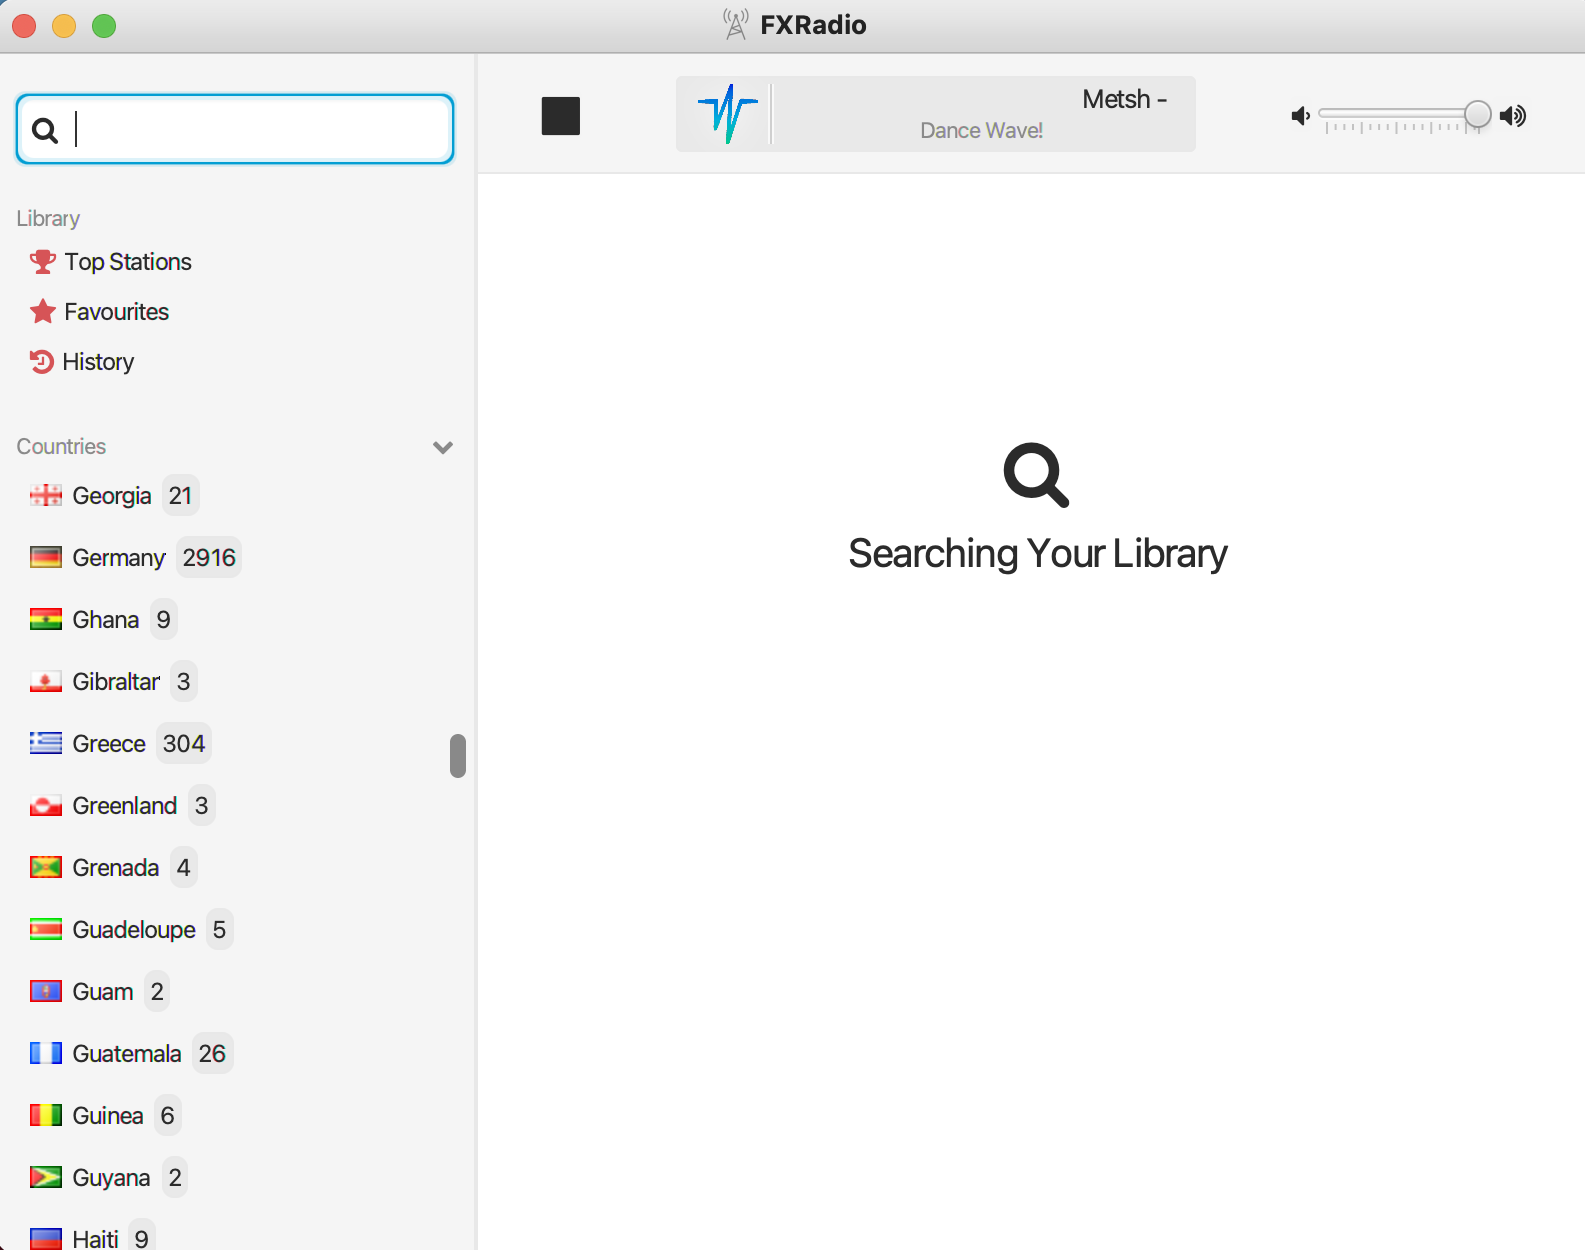 FXRadio
Metsh -
Dance Wave!
Library
Top Stations
Favourites
History
Countries
Georgia 21
Germany 2916
Ghana 9
Gibraltar 3
Greece 304
Greenland 3
Grenada 4
Guadeloupe 5
Guam 2
Guatemala 26
Guinea 6
Guyana 2
Haiti 9
Searching Your Library